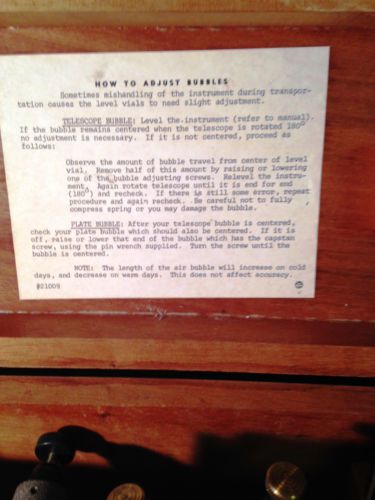 HOW TO ADJUST BUBBLES
Sometimes mishandling of the instrument during transpor-
tation causes the level vials to need slight adjustment.
TELESCOPE BUBBLE: Level the instrument (refer to manual).
If the bubble remains centered when the telescope is rotated 180°
no adjustment is necessary. If it is not centered, proceed as
follows:
Observe the amount of bubble travel from center of level
vial. Remove half of this amount by raising or lowering
one of the bubble adjusting screws. Relevel the instru-
ment. Again rotate telescope until it is end for end
(180°) and recheck. If there is still some error, repeat
procedure and again recheck. Be careful not to fully
compress spring or you may damage the bubble.
PLATE BUBBLE: After your telescope bubble is centered,
check your plate bubble which should also be centered. If it is
off, raise or lower that end of the bubble which has the capstan
screw, using the pin wrench supplied. Turn the screw until the
bubble is centered.
NOTE: The length of the air bubble will increase on cold
days, and decrease on warm days. This does not affect accuracy.
#21009